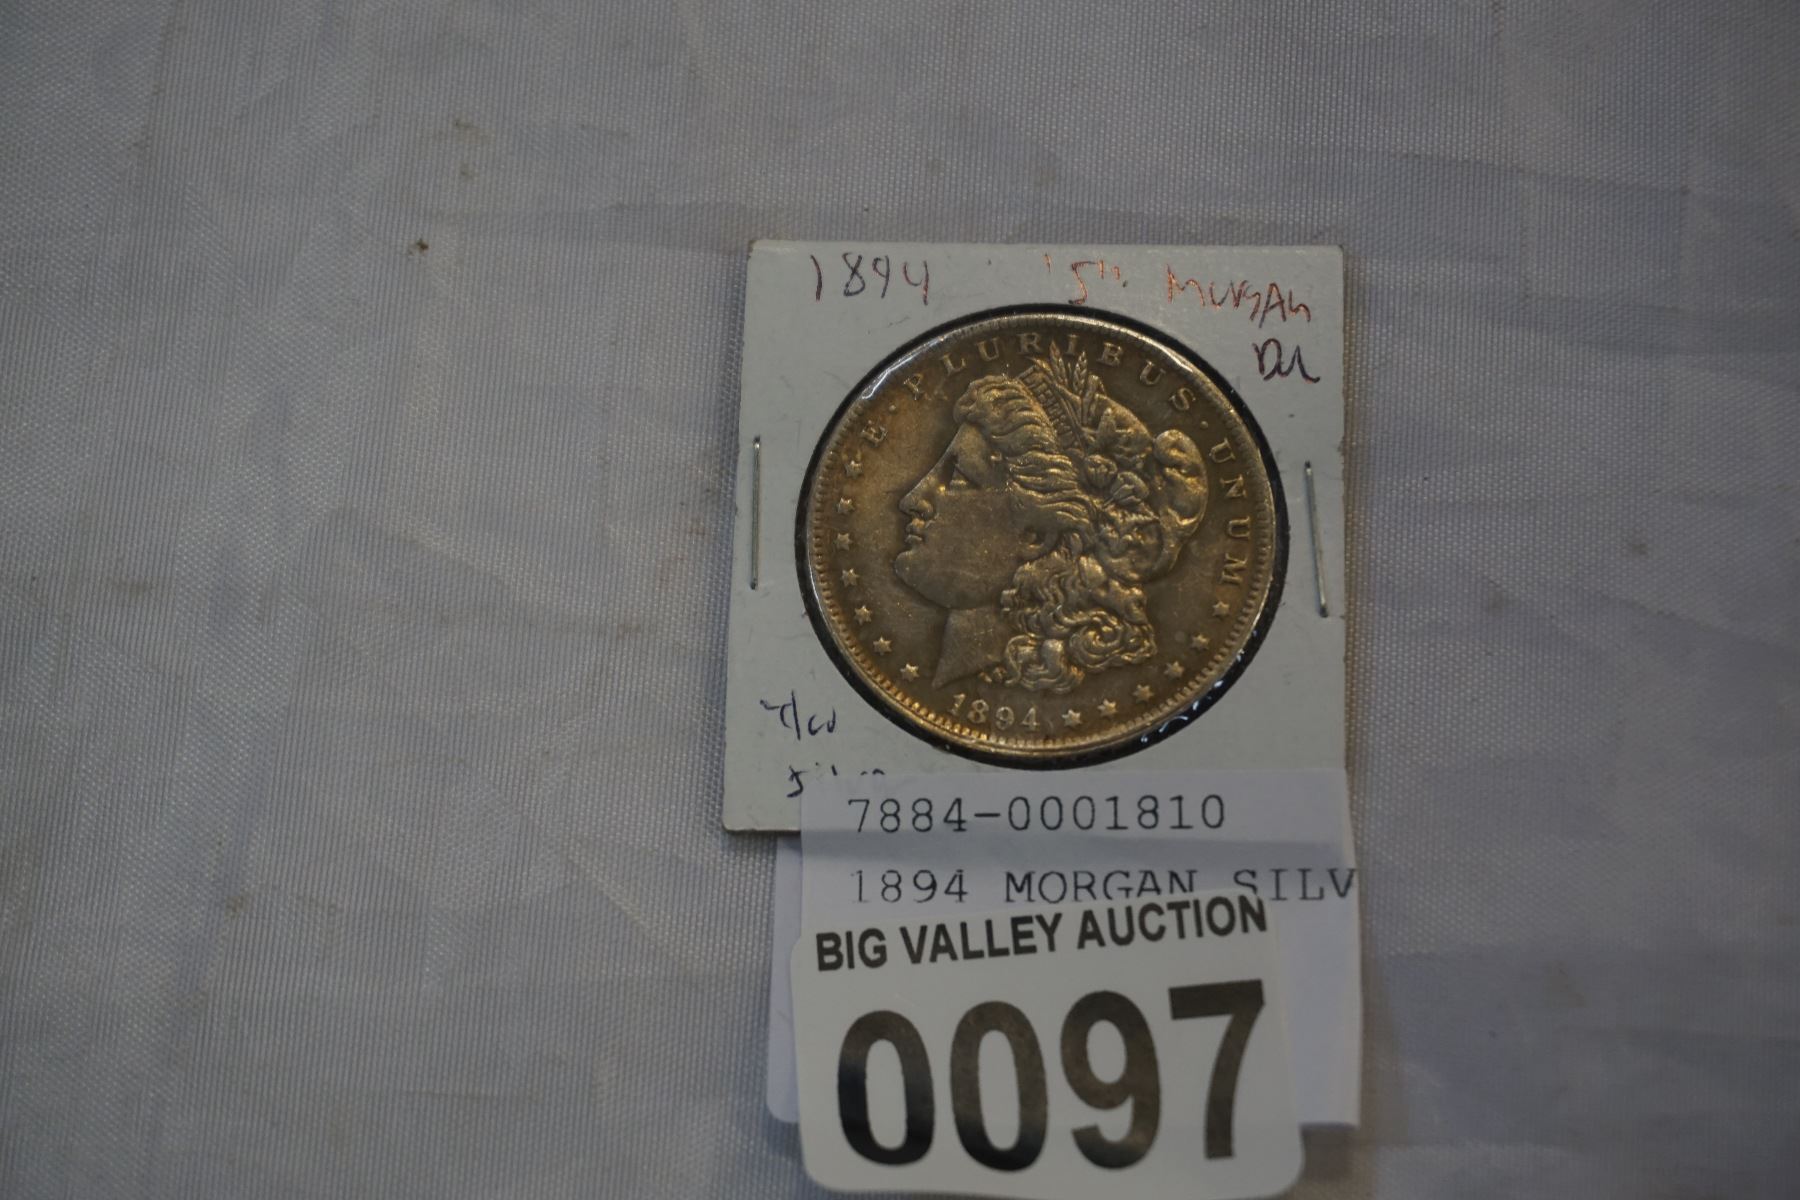 1894 MORGAN
E · PLURIBUS · UNUM
1894
7884-0001810
1894 MORGAN SILV
BIG VALLEY AUCTION
0097